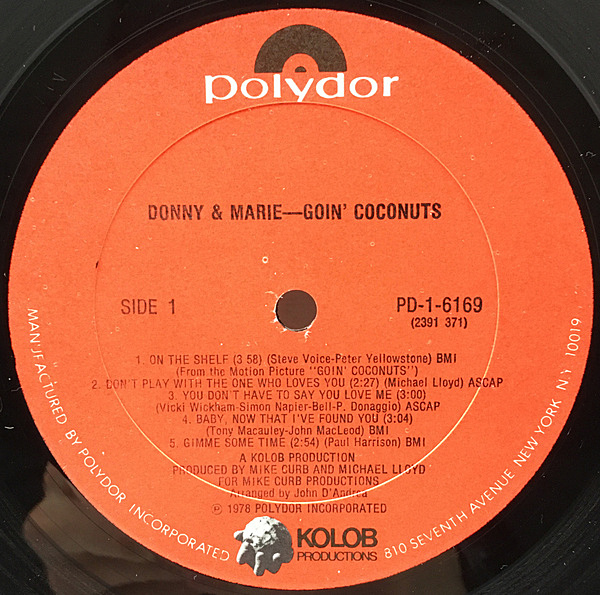 polydor
DONNY & MARIE—GOIN' COCONUTS
SIDE 1
PD-1-6169
(2391 371)
1. ON THE SHELF (3 58) (Steve Voice-Peter Yellowstone) BMI
(From the Motion Picture "GOIN' COCONUTS")
2. DON'T PLAY WITH THE ONE WHO LOVES YOU (2:27) (Michael Lloyd) ASCAP
3. YOU DON'T HAVE TO SAY YOU LOVE ME (3:00)
(Vicki Wickham-Simon Napier-Bell-P. Donaggio) ASCAP
4. BABY, NOW THAT I'VE FOUND YOU (3:04)
(Tony Macauley-John MacLeod) BMI
5. GIMME SOME TIME (2:54) (Paul Harrison) BMI
A KOLOB PRODUCTION
PRODUCED BY MIKE CURB AND MICHAEL LLOYD
FOR MIKE CURB PRODUCTIONS
Arranged by John D'Andrea
℗ 1978 POLYDOR INCORPORATED
KOLOB
PRODUCTIONS
MANUFACTURED BY POLYDOR INCORPORATED 810 SEVENTH AVENUE NEW YORK N.Y. 10019